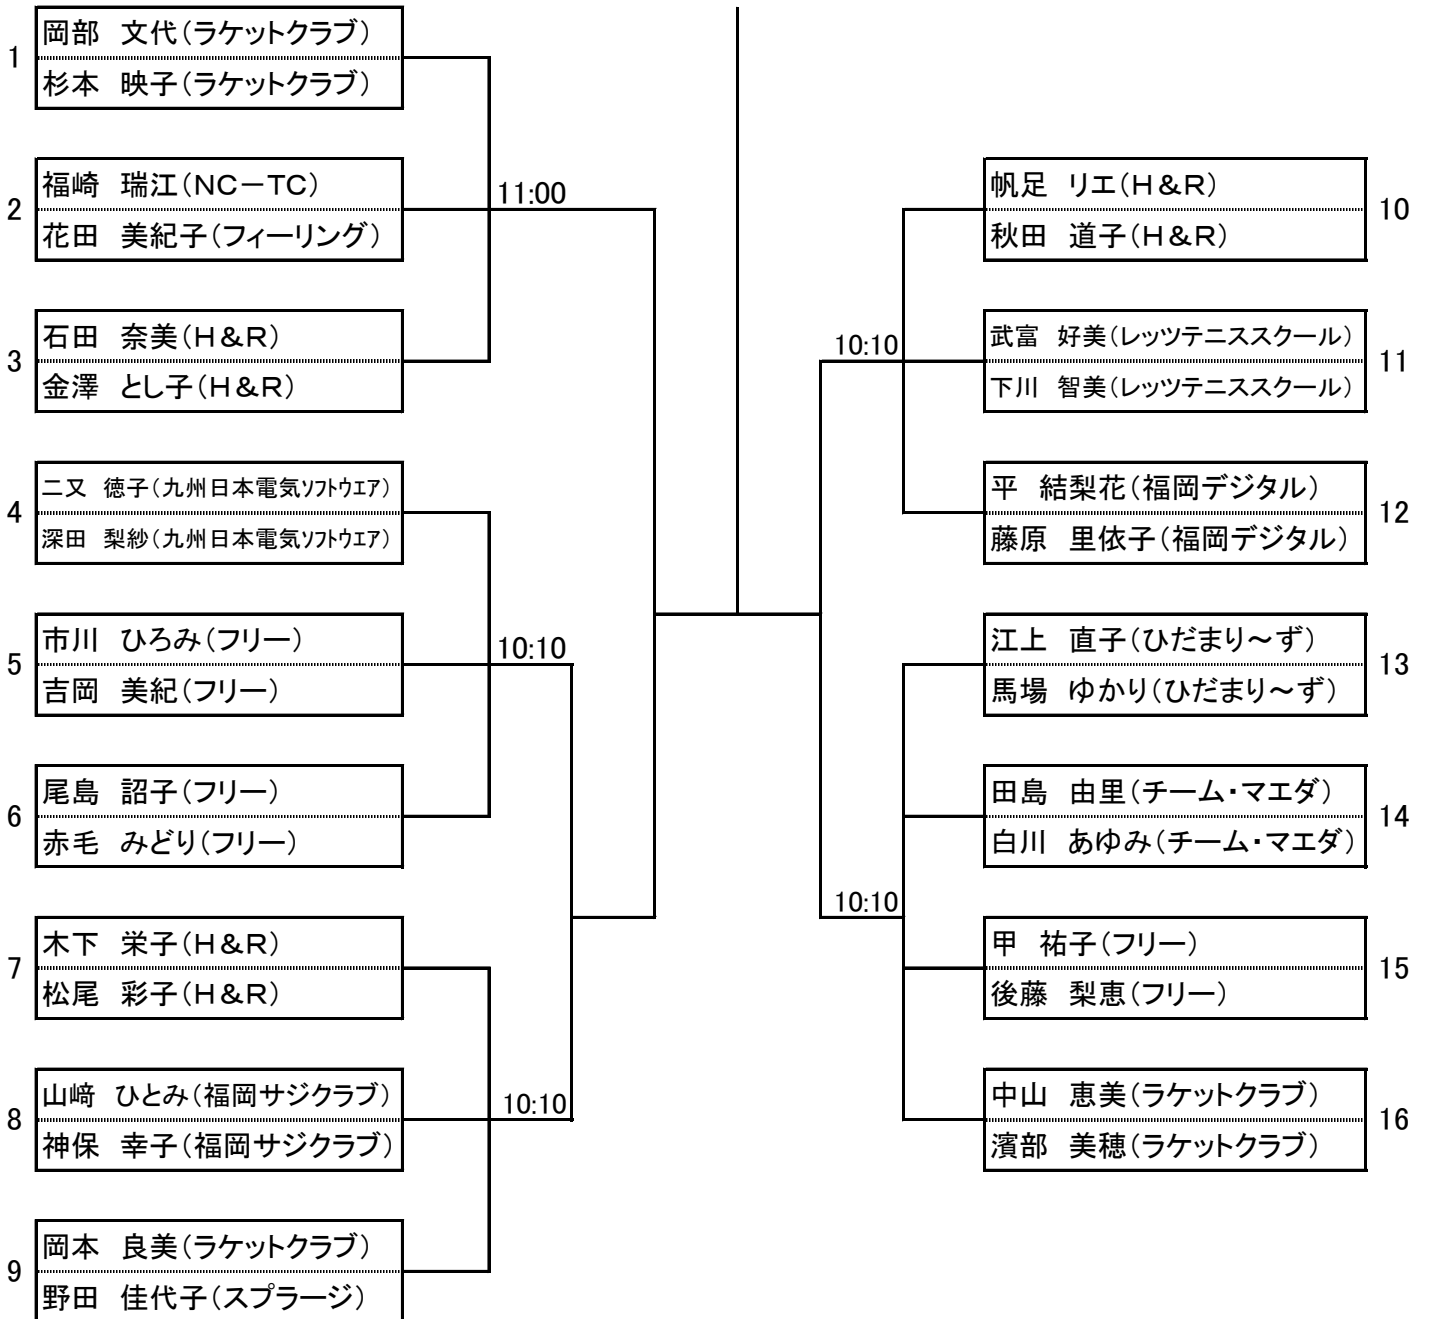 1
岡部　文代(ラケットクラブ)
杉本　映子(ラケットクラブ)
2
福崎　瑞江(NC－TC)
花田　美紀子(フィーリング)
11:00
3
石田　奈美(H&R)
金澤　とし子(H&R)
4
二又　徳子(九州日本電気ソフトウエア)
深田　梨紗(九州日本電気ソフトウエア)
5
市川　ひろみ(フリー)
吉岡　美紀(フリー)
10:10
6
尾島　詔子(フリー)
赤毛　みどり(フリー)
7
木下　栄子(H&R)
松尾　彩子(H&R)
8
山﨑　ひとみ(福岡サジクラブ)
神保　幸子(福岡サジクラブ)
10:10
9
岡本　良美(ラケットクラブ)
野田　佳代子(スプラージ)
帆足　リエ(H&R)
秋田　道子(H&R)
10
10:10
武富　好美(レッツテニススクール)
下川　智美(レッツテニススクール)
11
平　結梨花(福岡デジタル)
藤原　里依子(福岡デジタル)
12
江上　直子(ひだまり～ず)
馬場　ゆかり(ひだまり～ず)
13
田島　由里(チーム・マエダ)
白川　あゆみ(チーム・マエダ)
14
10:10
甲　祐子(フリー)
後藤　梨恵(フリー)
15
中山　恵美(ラケットクラブ)
濱部　美穂(ラケットクラブ)
16